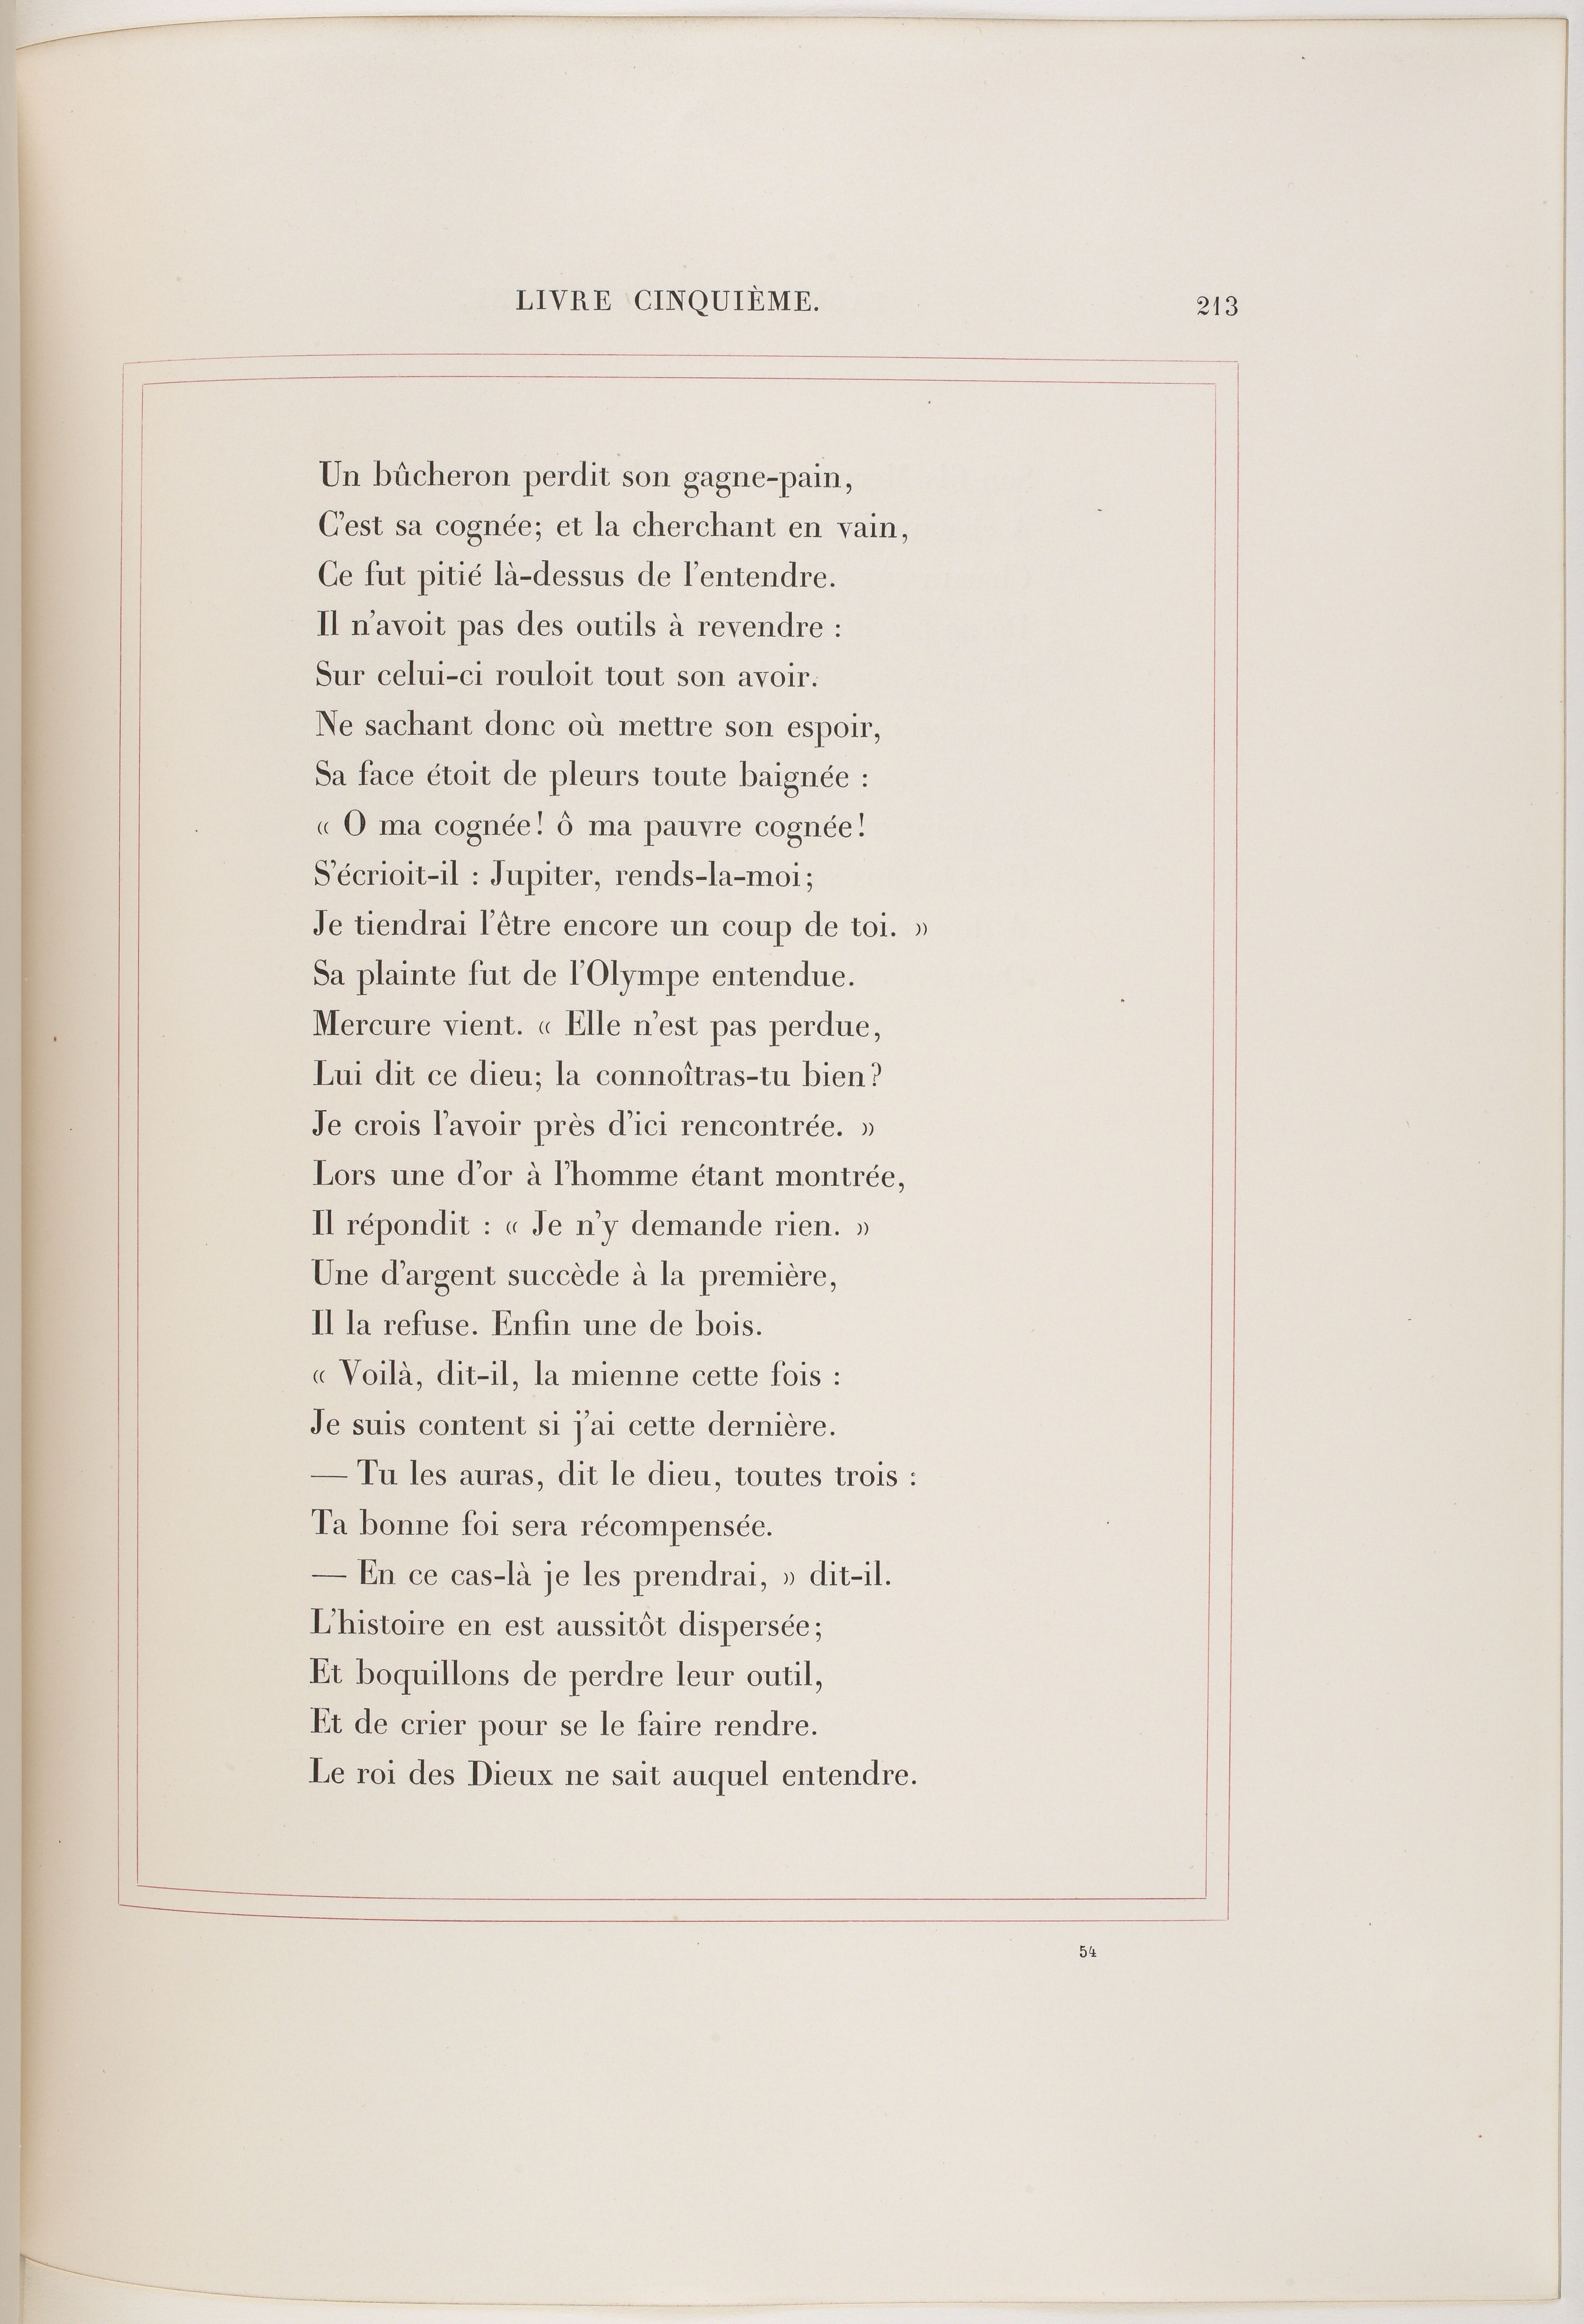 LIVRE CINQUIÈME.
213
Un bûcheron perdit son gagne-pain,
C'est sa cognée; et la cherchant en vain,
Ce fut pitié là-dessus de l'entendre.
Il n'avoit pas des outils à revendre :
Sur celui-ci rouloit tout son avoir.
Ne sachant donc où mettre son espoir,
Sa face étoit de pleurs toute baignée :
« O ma cognée! ô ma pauvre cognée!
S'écrioit-il : Jupiter, rends-la-moi;
Je tiendrai l'être encore un coup de toi. »
Sa plainte fut de l'Olympe entendue.
Mercure vient. « Elle n'est pas perdue,
Lui dit ce dieu; la connoîtras-tu bien?
Je crois l'avoir près d'ici rencontrée. »
Lors une d'or à l'homme étant montrée,
Il répondit : « Je n'y demande rien. »
Une d'argent succède à la première,
Il la refuse. Enfin une de bois.
« Voilà, dit-il, la mienne cette fois :
Je suis content si j'ai cette dernière.
— Tu les auras, dit le dieu, toutes trois :
Ta bonne foi sera récompensée.
— En ce cas-là je les prendrai, » dit-il.
L'histoire en est aussitôt dispersée;
Et boquillons de perdre leur outil,
Et de crier pour se le faire rendre.
Le roi des Dieux ne sait auquel entendre.
54